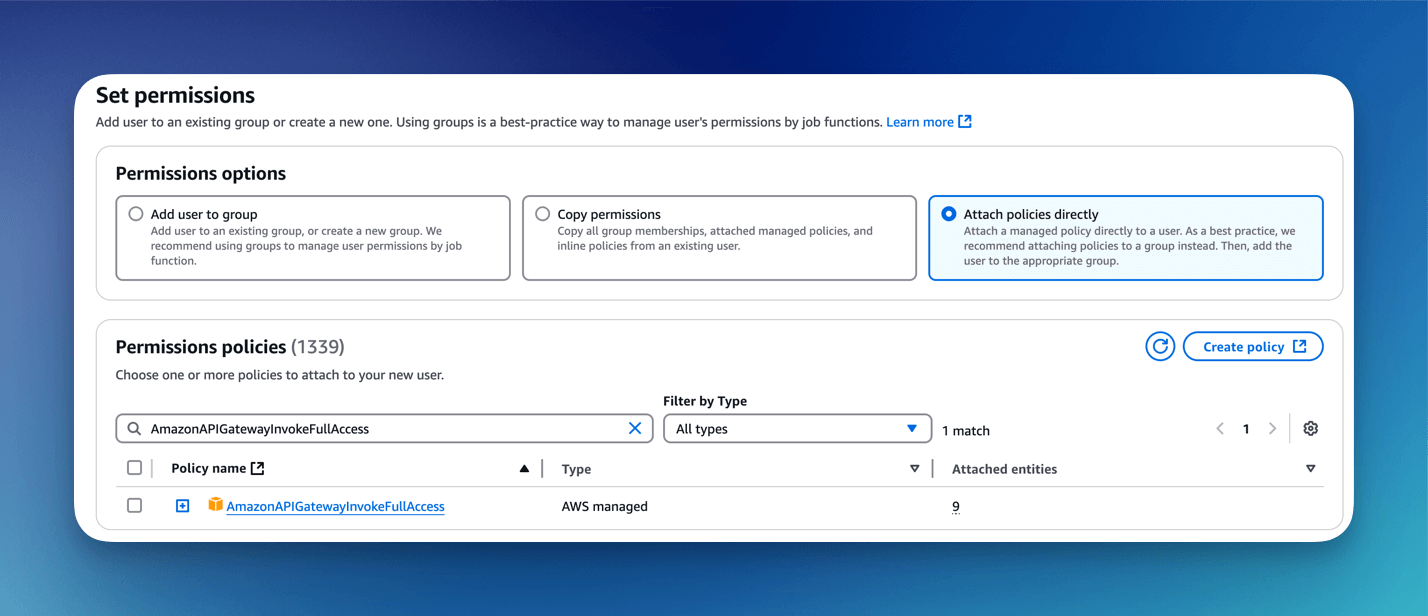 Set permissions
Add user to an existing group or create a new one. Using groups is a best-practice way to manage user's permissions by job functions. Learn more
Permissions options
Add user to group
Add user to an existing group, or create a new group. We
recommend using groups to manage user permissions by job
function.
Copy permissions
Copy all group memberships, attached managed policies, and
inline policies from an existing user.
Attach policies directly
Attach a managed policy directly to a user. As a best practice, we
recommend attaching policies to a group instead. Then, add the
user to the appropriate group.
Permissions policies (1339)
Create policy
Choose one or more policies to attach to your new user.
Filter by Type
AmazonAPIGatewayInvokeFullAccess
All types
1 match
1
Policy name
Type
Attached entities
AmazonAPIGatewayInvokeFullAccess
AWS managed
9